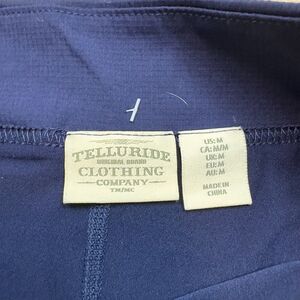 TELLURIDE
ORIGINAL BRAND
CLOTHING
COMPANY
TM/MC
US: M
CA: M/M
UK: M
EU: M
AU: M
MADE IN
CHINA